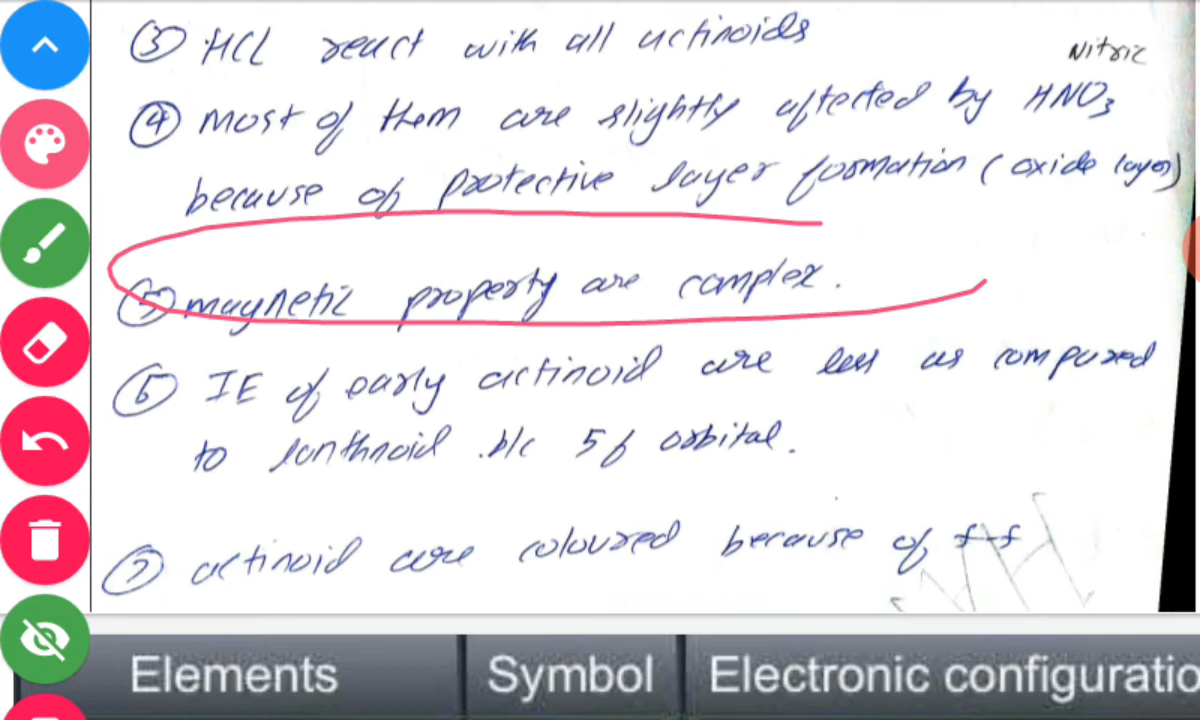 ③ HCl react with all actinoids
Nitric
④ most of them are slightly affected by HNO3
because of protective layer formation (oxide layer)
⑤ magnetic property are complex.
⑥ IE of early actinoid are less as compared
to lanthnoid .b/c 5f orbital.
⑦ actinoid are coloured because of f-f
Elements Symbol Electronic configuratio